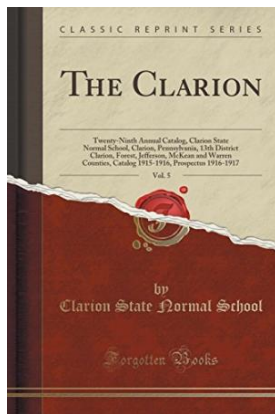 CLASSIC REPRINT SERIES
THE CLARION
Twenty-Ninth Annual Catalog, Clarion State
Normal School, Clarion, Pennsylvania, 13th District
Clarion, Forest, Jefferson, McKean and Warren
Counties, Catalog 1915-1916, Prospectus 1916-1917
Vol. 5
by
Clarion State Normal School
Forgotten Books